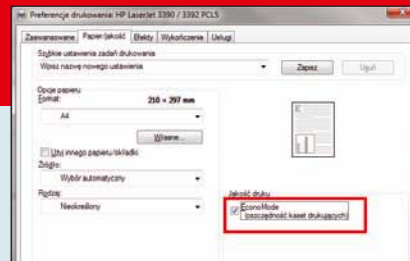 Preferencje drukowania: HP LaserJet 3390 / 3392 PCL5
Zaawansowane Papier/jakość Efekty Wykończenie Usługi
Szybkie ustawienia zadań drukowania
Wpisz nazwę nowego ustawienia Zapisz Usuń
Opcje papieru
Format: 210 × 297 mm
A4
Własne...
Użyj innego papieru/okładki
Źródło:
Wybór automatyczny
Rodzaj:
Nieokreślony
Jakość druku
EconoMode
(oszczędność kaset drukujących)